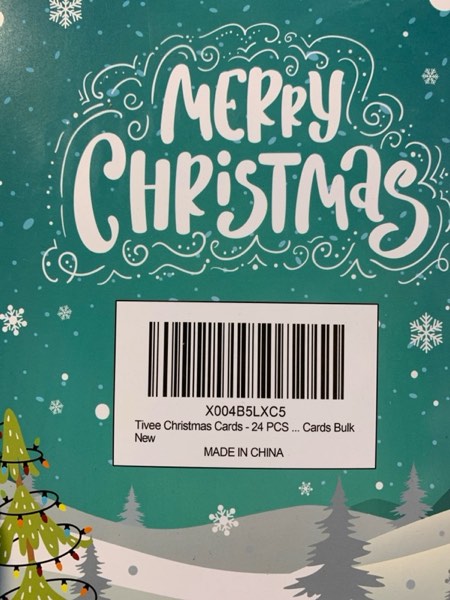 MERRY
CHRISTMAS
X004B5LXC5
Tivee Christmas Cards - 24 PCS ... Cards Bulk
New
MADE IN CHINA